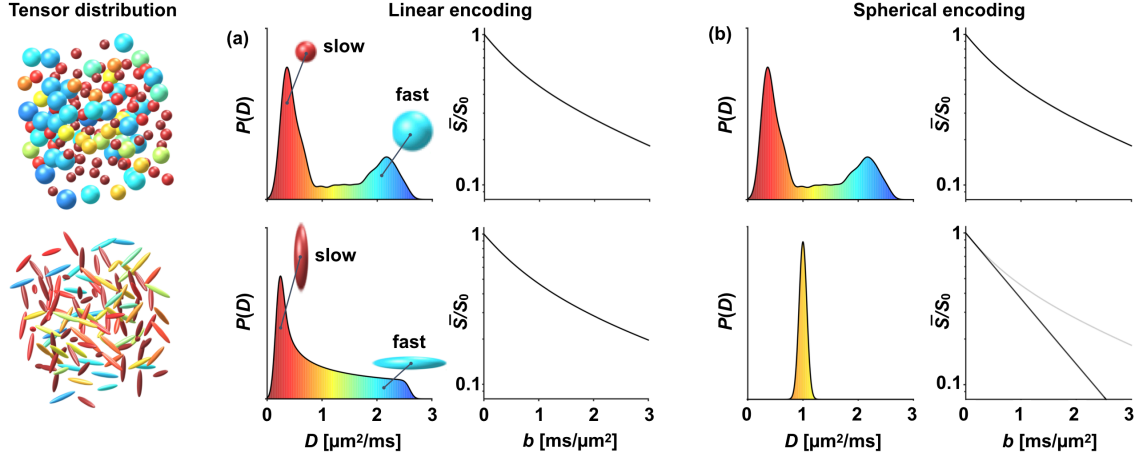 Tensor distribution
Linear encoding
Spherical encoding
(a)
slow
fast
P(D)
1
0.1
S̄/S₀
(b)
P(D)
1
0.1
S̄/S₀
slow
fast
P(D)
0 1 2 3
D [µm²/ms]
1
0.1
S̄/S₀
0 1 2 3
b [ms/µm²]
P(D)
0 1 2 3
D [µm²/ms]
1
0.1
S̄/S₀
0 1 2 3
b [ms/µm²]